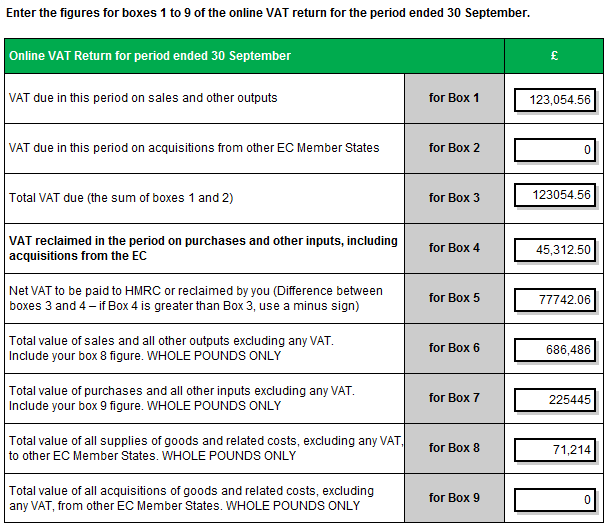 Enter the figures for boxes 1 to 9 of the online VAT return for the period ended 30 September.
Online VAT Return for period ended 30 September £
VAT due in this period on sales and other outputs for Box 1 123,054.56
VAT due in this period on acquisitions from other EC Member States for Box 2 0
Total VAT due (the sum of boxes 1 and 2) for Box 3 123054.56
VAT reclaimed in the period on purchases and other inputs, including
acquisitions from the EC for Box 4 45,312.50
Net VAT to be paid to HMRC or reclaimed by you (Difference between
boxes 3 and 4 – if Box 4 is greater than Box 3, use a minus sign) for Box 5 77742.06
Total value of sales and all other outputs excluding any VAT.
Include your box 8 figure. WHOLE POUNDS ONLY for Box 6 686,486
Total value of purchases and all other inputs excluding any VAT.
Include your box 9 figure. WHOLE POUNDS ONLY for Box 7 225445
Total value of all supplies of goods and related costs, excluding any VAT,
to other EC Member States. WHOLE POUNDS ONLY for Box 8 71,214
Total value of all acquisitions of goods and related costs, excluding
any VAT, from other EC Member States. WHOLE POUNDS ONLY for Box 9 0